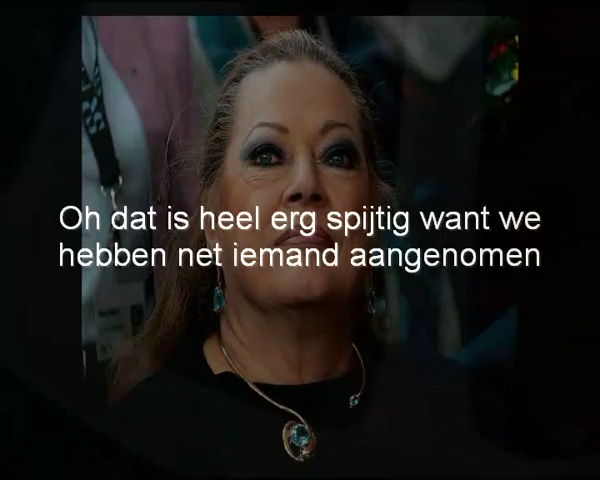 Oh dat is heel erg spijtig want we
hebben net iemand aangenomen